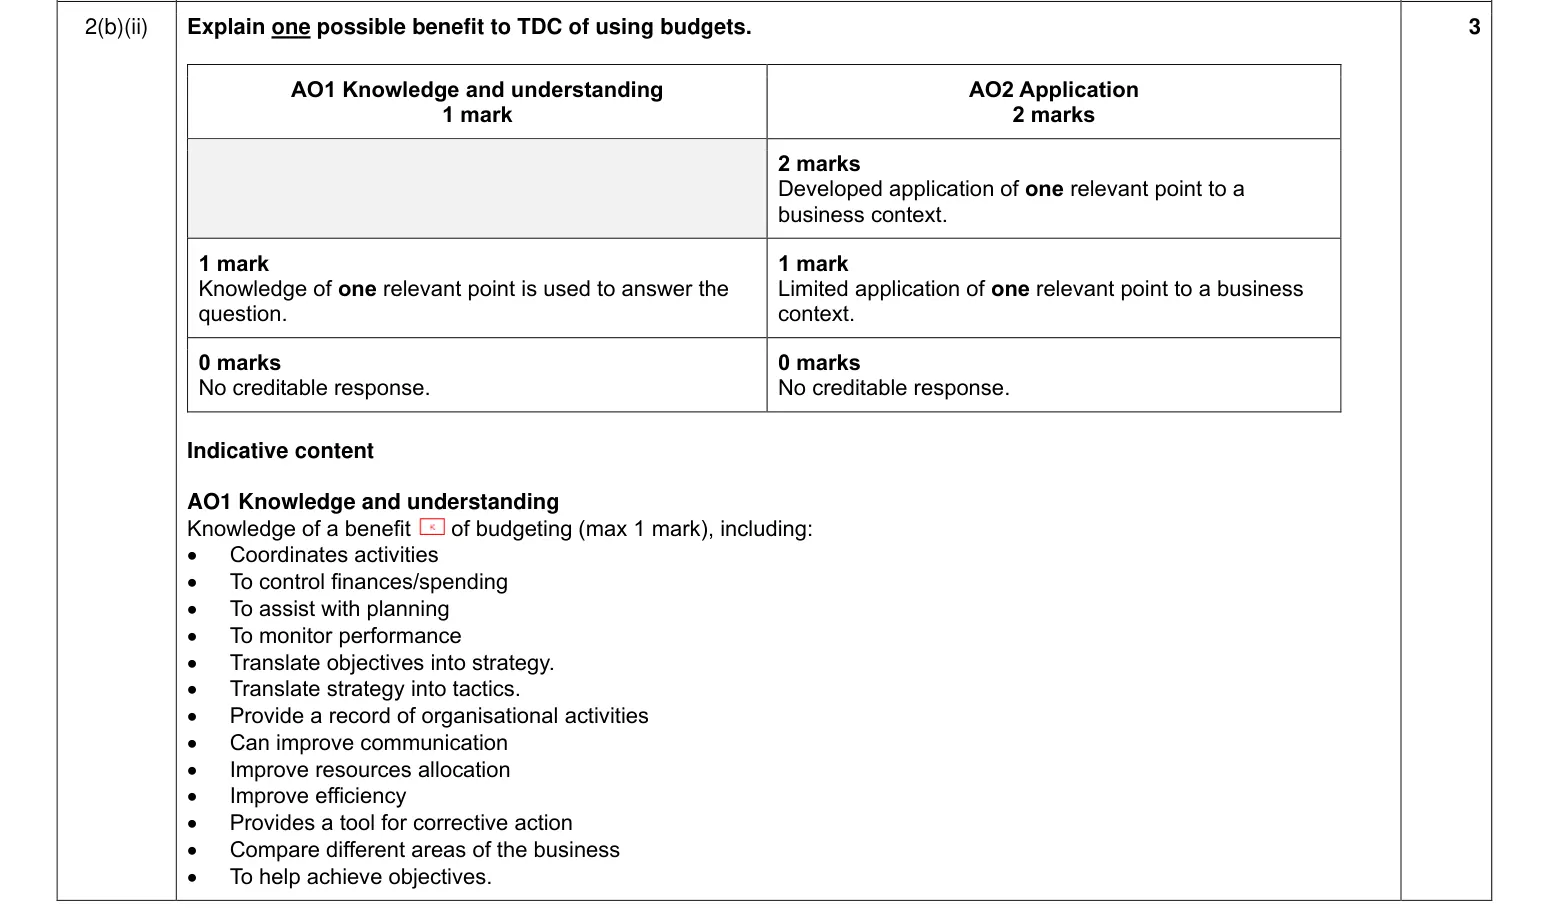 2(b)(ii)
Explain one possible benefit to TDC of using budgets.
3
AO1 Knowledge and understanding
1 mark
AO2 Application
2 marks
2 marks
Developed application of one relevant point to a
business context.
1 mark
Knowledge of one relevant point is used to answer the
question.
1 mark
Limited application of one relevant point to a business
context.
0 marks
No creditable response.
0 marks
No creditable response.
Indicative content
AO1 Knowledge and understanding
Knowledge of a benefit K of budgeting (max 1 mark), including:
• Coordinates activities
• To control finances/spending
• To assist with planning
• To monitor performance
• Translate objectives into strategy.
• Translate strategy into tactics.
• Provide a record of organisational activities
• Can improve communication
• Improve resources allocation
• Improve efficiency
• Provides a tool for corrective action
• Compare different areas of the business
• To help achieve objectives.